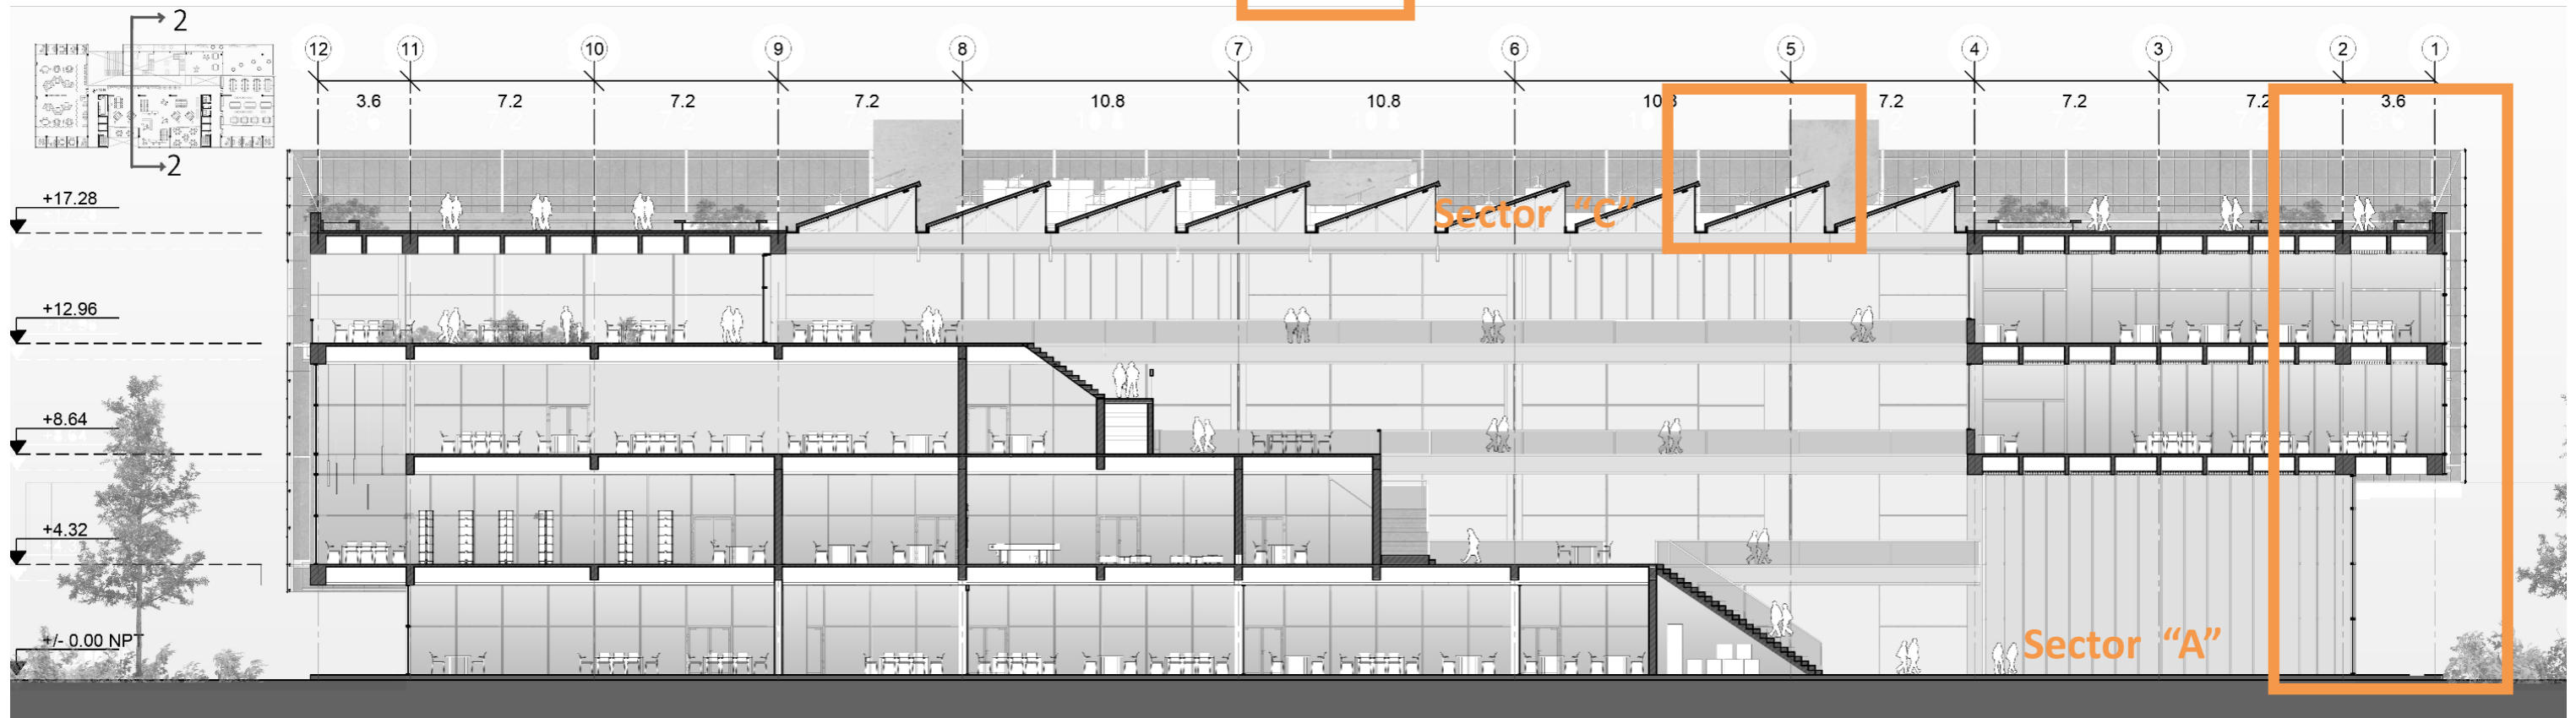 2
12 11 10 9 8 7 6 5 4 3 2 1
3.6 7.2 7.2 7.2 10.8 10.8 10.8 7.2 7.2 7.2 3.6
2
+17.28
Sector “C”
+12.96
+8.64
+4.32
+/- 0.00 NPT
Sector “A”